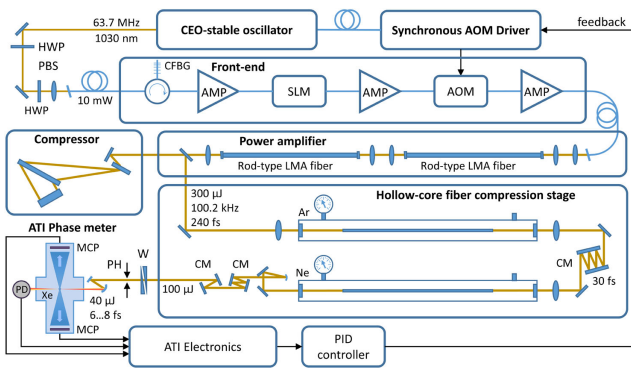 63.7 MHz
1030 nm
CEO-stable oscillator
Synchronous AOM Driver
feedback
HWP
PBS
HWP
10 mW
CFBG
Front-end
AMP
SLM
AMP
AOM
AMP
Compressor
Power amplifier
Rod-type LMA fiber
Rod-type LMA fiber
300 µJ
100.2 kHz
240 fs
Hollow-core fiber compression stage
Ar
ATI Phase meter
MCP
PH
W
CM
CM
Ne
CM
30 fs
PD
Xe
40 µJ
6...8 fs
100 µJ
MCP
ATI Electronics
PID
controller